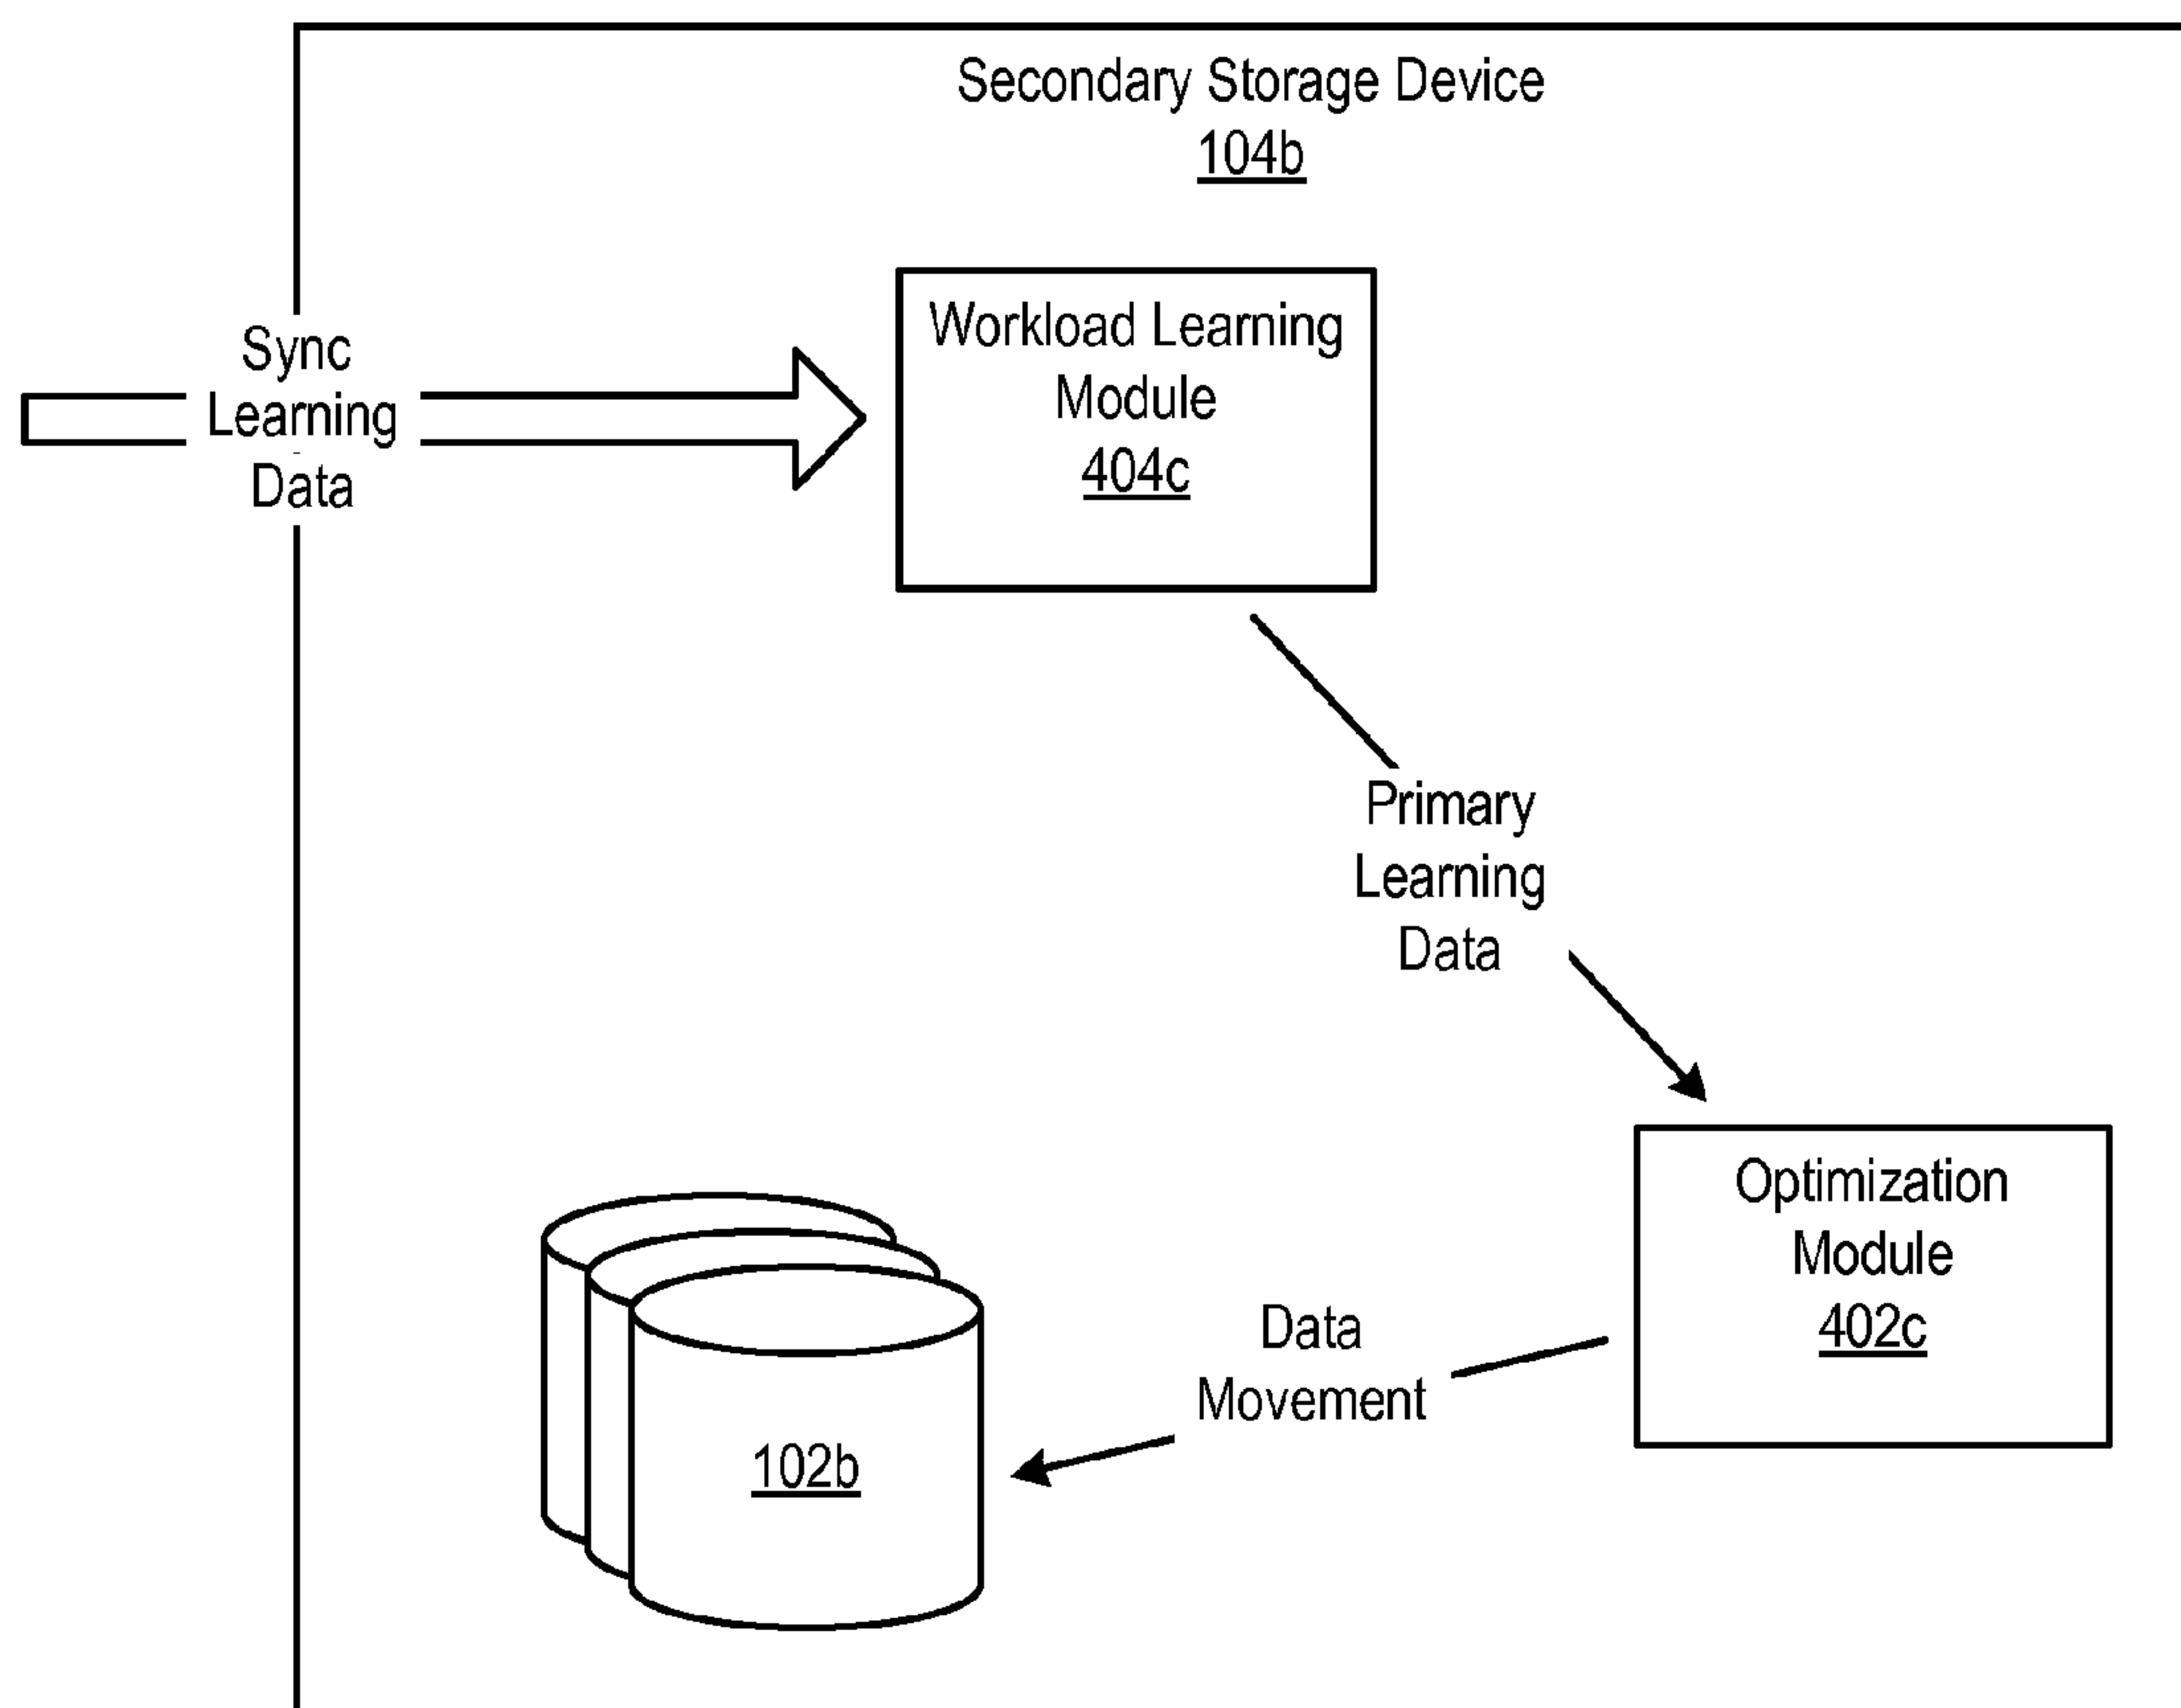 Secondary Storage Device
104b
Sync
Learning
Data
Workload Learning
Module
404c
Primary
Learning
Data
Optimization
Module
402c
Data
Movement
102b